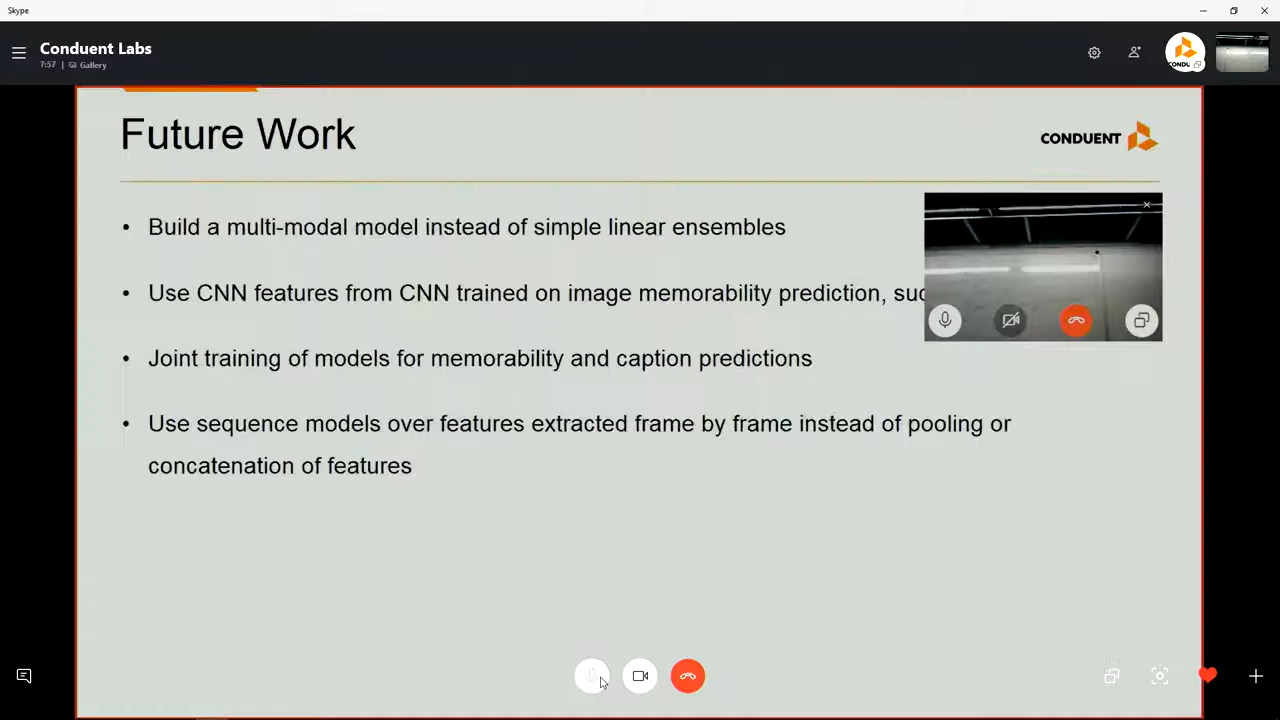 Skype
Conduent Labs
7:57 | Gallery
Future Work
CONDUENT
• Build a multi-modal model instead of simple linear ensembles
• Use CNN features from CNN trained on image memorability prediction,
• Joint training of models for memorability and caption predictions
• Use sequence models over features extracted frame by frame instead of pooling or
concatenation of features